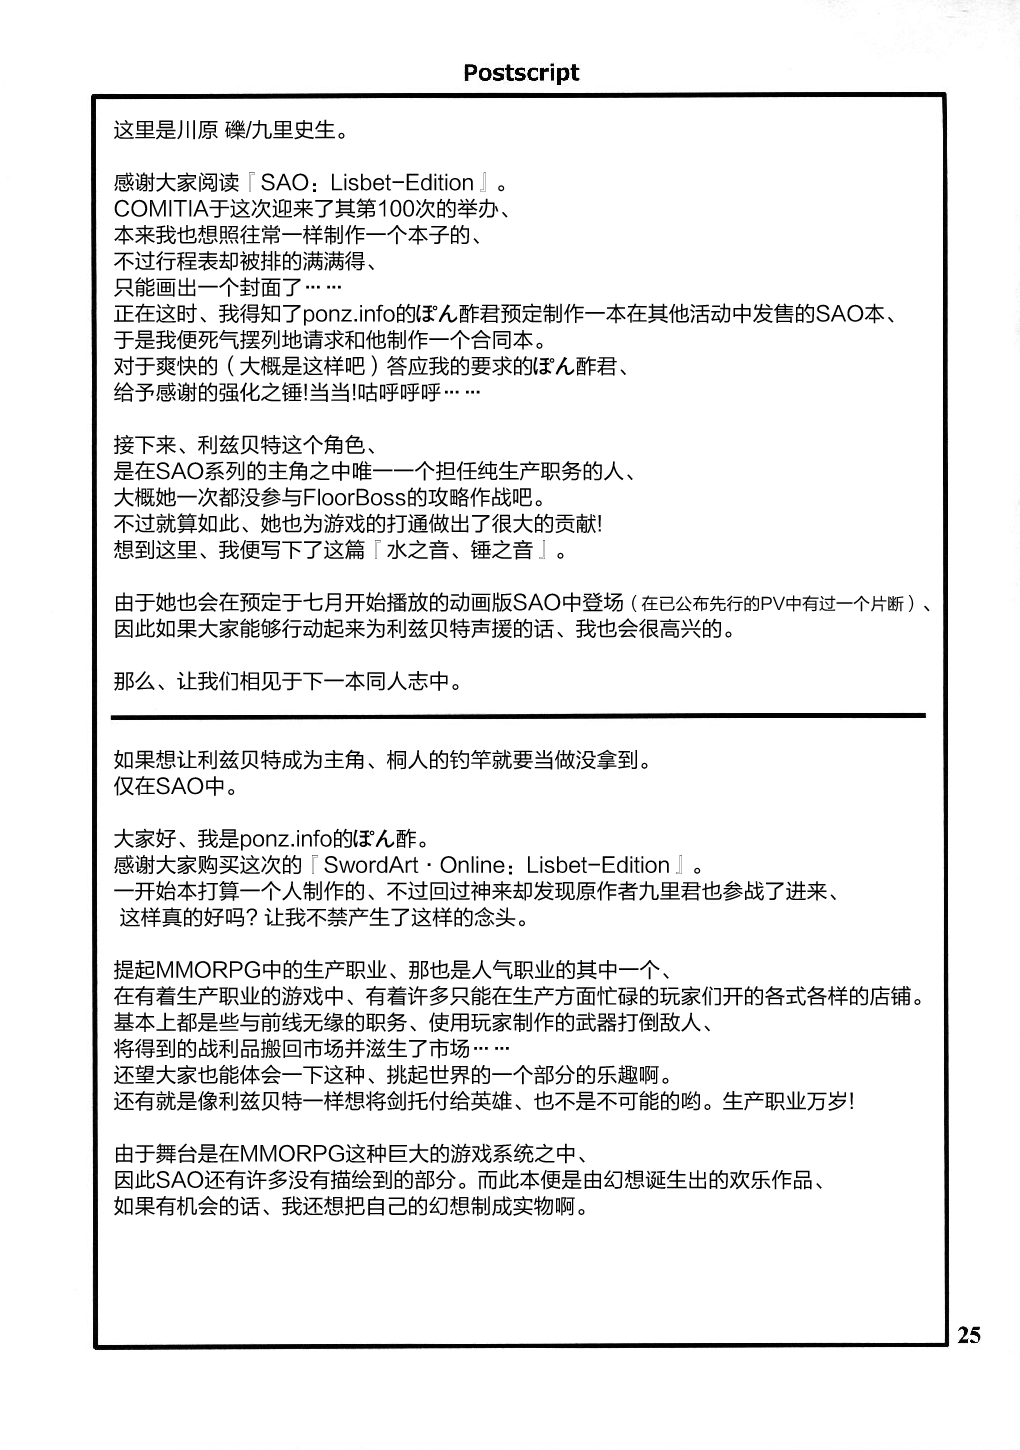 Postscript
这里是川原 礫/九里史生。
感谢大家阅读『SAO：Lisbet-Edition』。
COMITIA于这次迎来了其第100次的举办、
本来我也想照往常一样制作一个本子的、
不过行程表却被排的满满得、
只能画出一个封面了……
正在这时、我得知了ponz.info的ぽん酢君预定制作一本在其他活动中发售的SAO本、
于是我便死气摆列地请求和他制作一个合同本。
对于爽快的（大概是这样吧）答应我的要求的ぽん酢君、
给予感谢的强化之锤!当当!咕呼呼呼……
接下来、利兹贝特这个角色、
是在SAO系列的主角之中唯一一个担任纯生产职务的人、
大概她一次都没参与FloorBoss的攻略作战吧。
不过就算如此、她也为游戏的打通做出了很大的贡献!
想到这里、我便写下了这篇『水之音、锤之音』。
由于她也会在预定于七月开始播放的动画版SAO中登场（在已公布先行的PV中有过一个片断）、
因此如果大家能够行动起来为利兹贝特声援的话、我也会很高兴的。
那么、让我们相见于下一本同人志中。
如果想让利兹贝特成为主角、桐人的钓竿就要当做没拿到。
仅在SAO中。
大家好、我是ponz.info的ぽん酢。
感谢大家购买这次的『SwordArt・Online：Lisbet-Edition』。
一开始本打算一个人制作的、不过回过神来却发现原作者九里君也参战了进来、
这样真的好吗？让我不禁产生了这样的念头。
提起MMORPG中的生产职业、那也是人气职业的其中一个、
在有着生产职业的游戏中、有着许多只能在生产方面忙碌的玩家们开的各式各样的店铺。
基本上都是些与前线无缘的职务、使用玩家制作的武器打倒敌人、
将得到的战利品搬回市场并滋生了市场……
还望大家也能体会一下这种、挑起世界的一个部分的乐趣啊。
还有就是像利兹贝特一样想将剑托付给英雄、也不是不可能的哟。生产职业万岁!
由于舞台是在MMORPG这种巨大的游戏系统之中、
因此SAO还有许多没有描绘到的部分。而此本便是由幻想诞生出的欢乐作品、
如果有机会的话、我还想把自己的幻想制成实物啊。
25